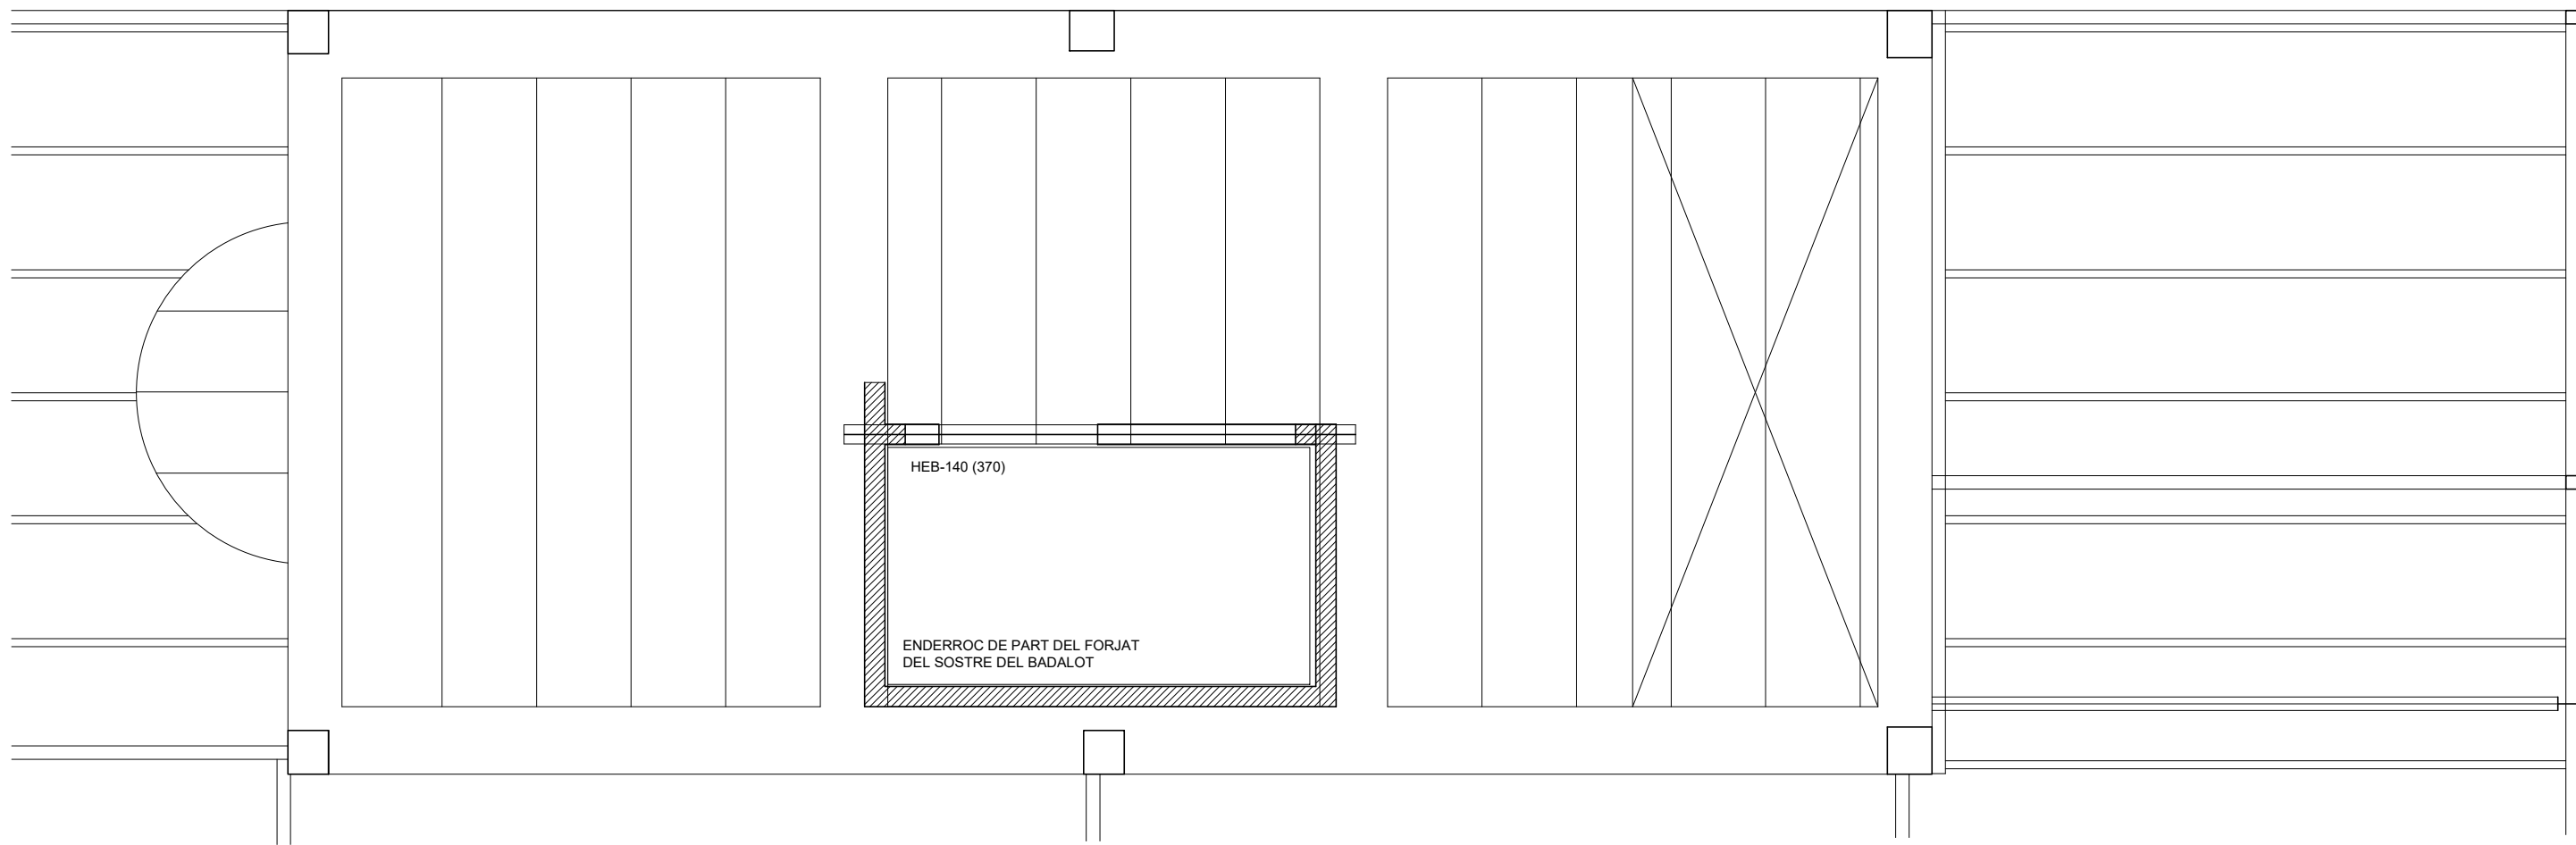 HEB-140 (370)
ENDERROC DE PART DEL FORJAT
DEL SOSTRE DEL BADALOT